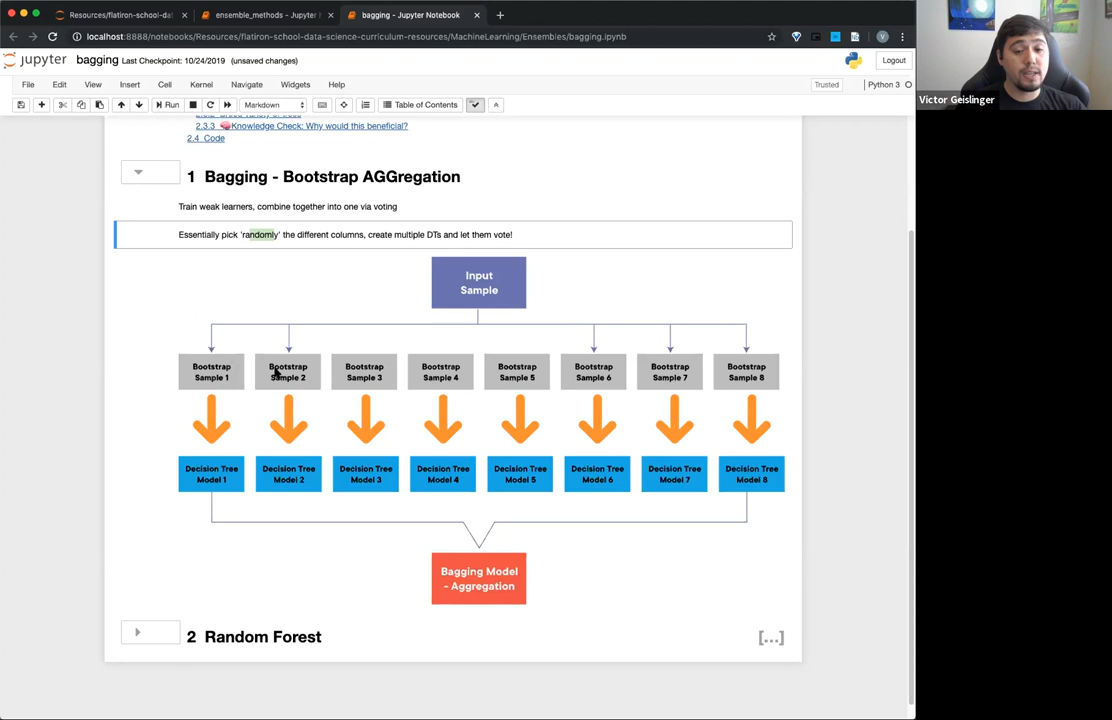 Resources/flatiron-school-dat
ensemble_methods - Jupyter
bagging - Jupyter Notebook
localhost:8888/notebooks/Resources/flatiron-school-data-science-curriculum-resources/MachineLearning/Ensembles/bagging.ipynb
V
jupyter bagging Last Checkpoint: 10/24/2019 (unsaved changes)
Logout
File Edit View Insert Cell Kernel Navigate Widgets Help
Trusted
Python 3
Run
Markdown
Table of Contents
Victor Geislinger
2.3.3 Knowledge Check: Why would this beneficial?
2.4 Code
1 Bagging - Bootstrap AGGregation
Train weak learners, combine together into one via voting
Essentially pick 'randomly' the different columns, create multiple DTs and let them vote!
Input
Sample
Bootstrap
Sample 1
Bootstrap
Sample 2
Bootstrap
Sample 3
Bootstrap
Sample 4
Bootstrap
Sample 5
Bootstrap
Sample 6
Bootstrap
Sample 7
Bootstrap
Sample 8
Decision Tree
Model 1
Decision Tree
Model 2
Decision Tree
Model 3
Decision Tree
Model 4
Decision Tree
Model 5
Decision Tree
Model 6
Decision Tree
Model 7
Decision Tree
Model 8
Bagging Model
- Aggregation
2 Random Forest
[...]